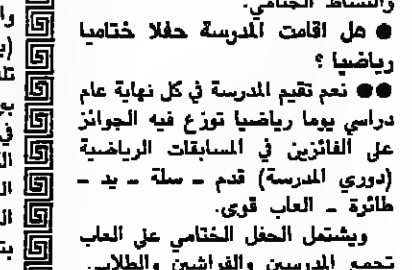 والنشاط الختامي.
● هل اقامت المدرسة حفلا ختاميا
رياضيا ؟
●● نعم تقيم المدرسة في كل نهاية عام
دراسي يوما رياضيا توزع فيه الجوائز
على الفائزين في المسابقات الرياضية
(دوري المدرسة) قدم ـ سلة ـ يد ـ
طائرة ـ العاب قوى.
ويشتمل الحفل الختامي على العاب
تجمع المدرسين والفراشين والطلاب.